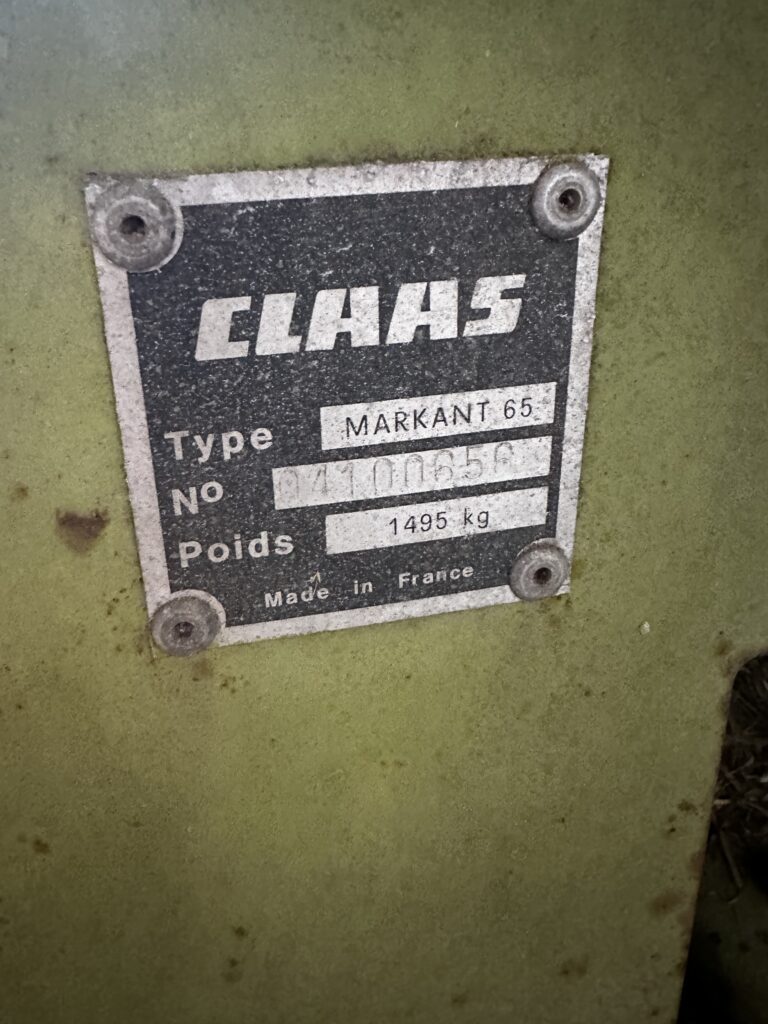 CLAAS
Type MARKANT 65
No
Poids 1495 kg
Made in France